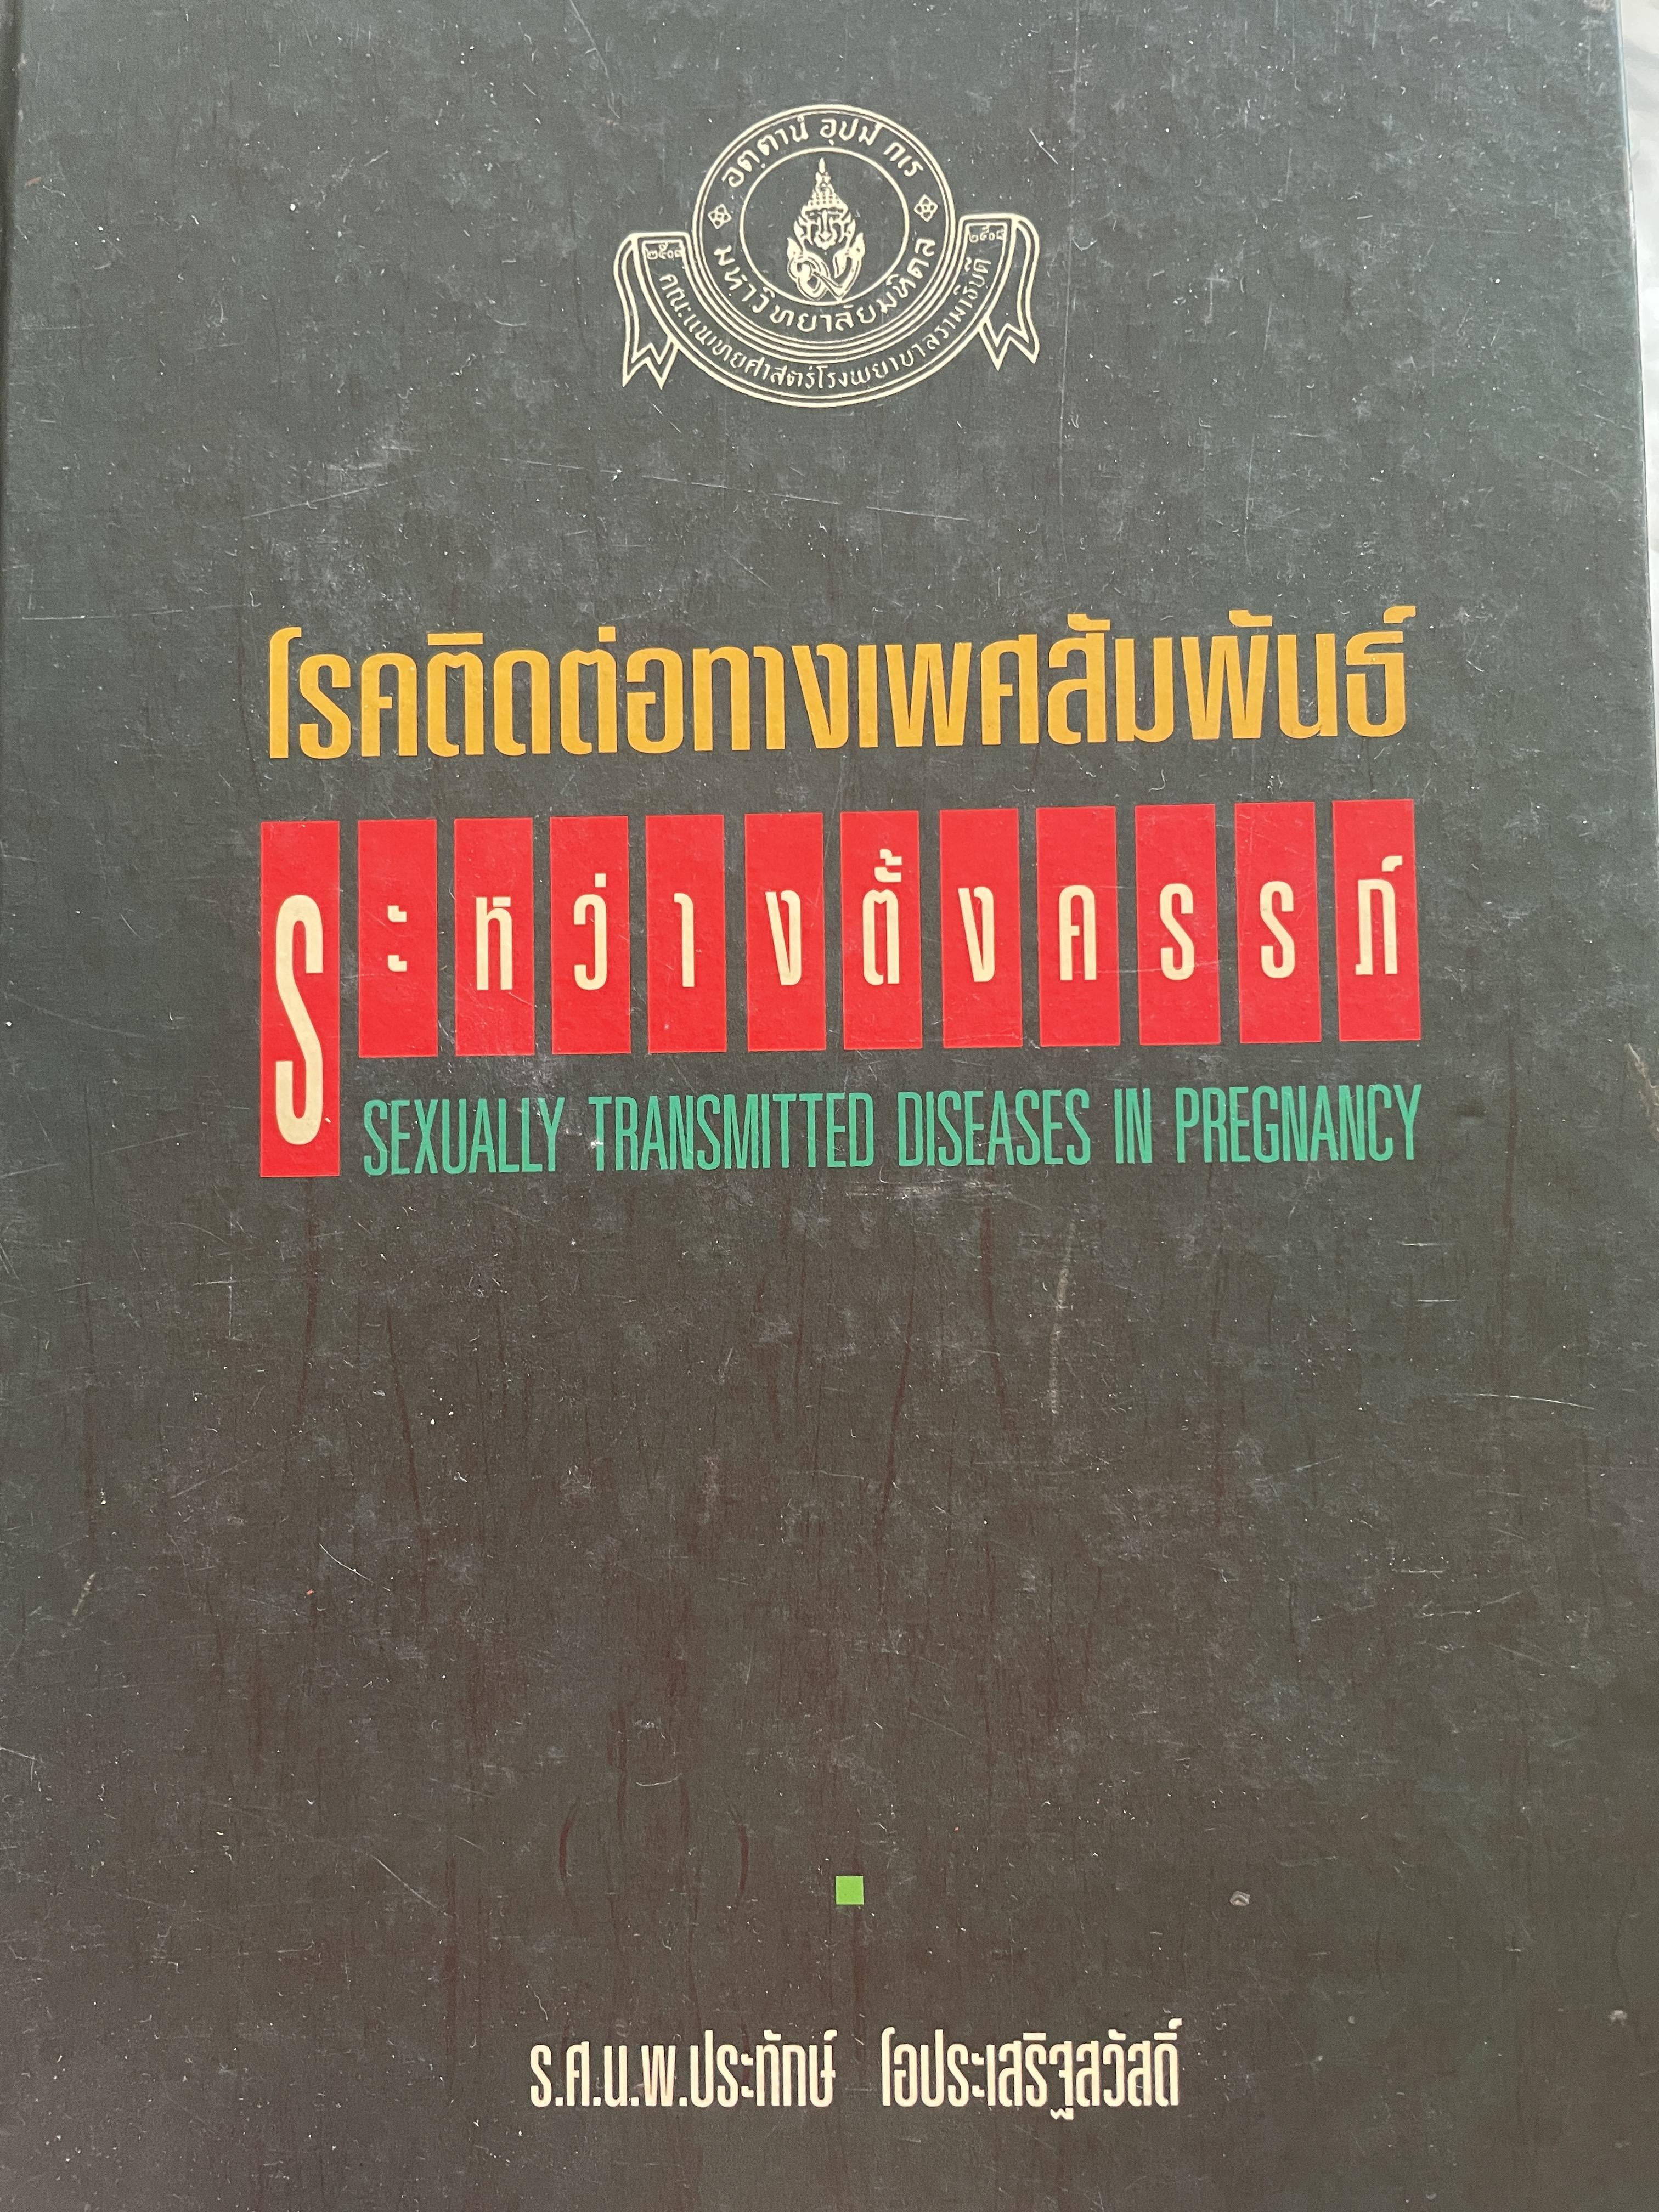 อตฺตานํ อุปมํ กเร
มหาวิทยาลัยมหิดล
คณะแพทยศาสตร์โรงพยาบาลรามาธิบดี
โรคติดต่อทางเพศสัมพันธ์
ระหว่างตั้งครรภ์
SEXUALLY TRANSMITTED DISEASES IN PREGNANCY
ร.ศ.น.พ.ประทักษ์ โอประเสริฐสวัสดิ์